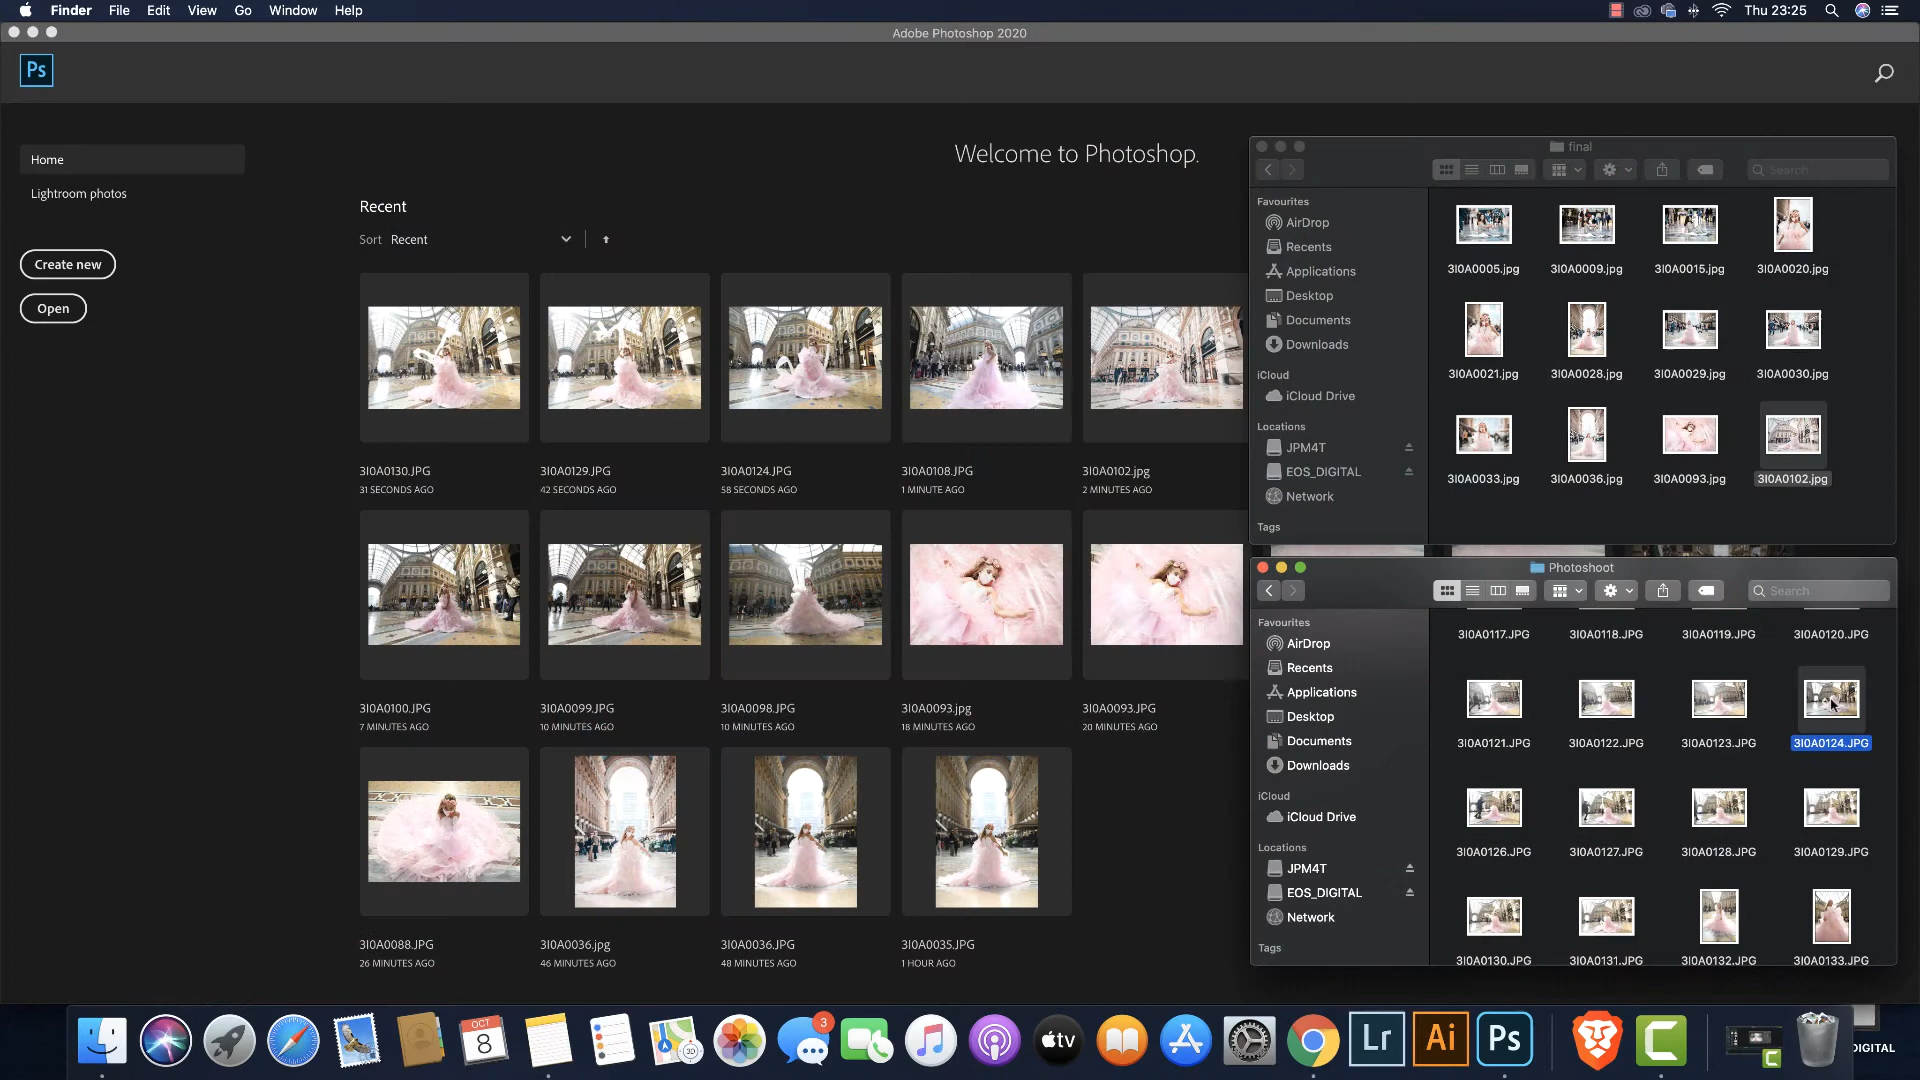 Finder File Edit View Go Window Help
Thu 23:25
Adobe Photoshop 2020
Ps
Home
Lightroom photos
Create new
Open
Welcome to Photoshop.
Recent
Sort Recent
3I0A0130.JPG 3I0A0129.JPG 3I0A0124.JPG 3I0A0108.JPG 3I0A0102.jpg
31 SECONDS AGO 42 SECONDS AGO 58 SECONDS AGO 1 MINUTE AGO 2 MINUTES AGO
3I0A0100.JPG 3I0A0099.JPG 3I0A0098.JPG 3I0A0093.jpg 3I0A0093.JPG
7 MINUTES AGO 10 MINUTES AGO 10 MINUTES AGO 18 MINUTES AGO 20 MINUTES AGO
3I0A0088.JPG 3I0A0036.jpg 3I0A0036.JPG 3I0A0035.JPG
26 MINUTES AGO 46 MINUTES AGO 48 MINUTES AGO 1 HOUR AGO
final
Search
Favourites
AirDrop
Recents
Applications
Desktop
Documents
Downloads
iCloud
iCloud Drive
Locations
JPM4T
EOS_DIGITAL
Network
Tags
3I0A0005.jpg 3I0A0009.jpg 3I0A0015.jpg 3I0A0020.jpg
3I0A0021.jpg 3I0A0028.jpg 3I0A0029.jpg 3I0A0030.jpg
3I0A0033.jpg 3I0A0036.jpg 3I0A0093.jpg 3I0A0102.jpg
Photoshoot
Search
Favourites
AirDrop
Recents
Applications
Desktop
Documents
Downloads
iCloud
iCloud Drive
Locations
JPM4T
EOS_DIGITAL
Network
Tags
3I0A0117.JPG 3I0A0118.JPG 3I0A0119.JPG 3I0A0120.JPG
3I0A0121.JPG 3I0A0122.JPG 3I0A0123.JPG 3I0A0124.JPG
3I0A0126.JPG 3I0A0127.JPG 3I0A0128.JPG 3I0A0129.JPG
3I0A0130.JPG 3I0A0131.JPG 3I0A0132.JPG 3I0A0133.JPG
OCT
8
3D
3
tv
Lr
Ai
Ps
DIGITAL